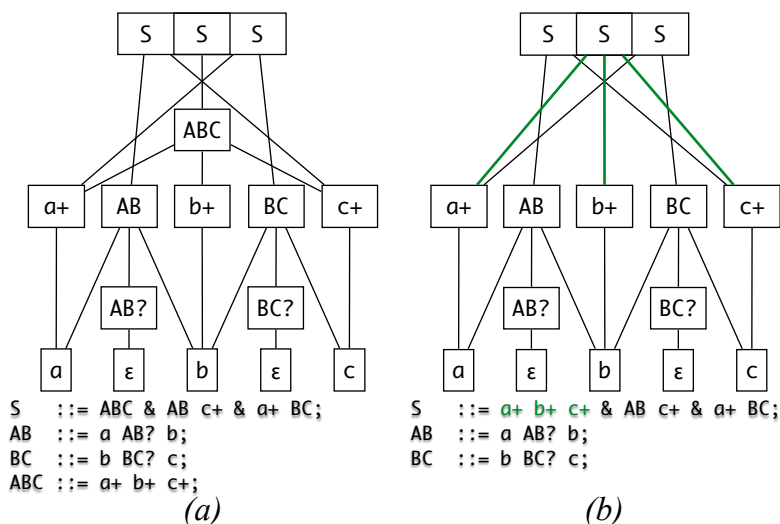 S S S
ABC
a+ AB b+ BC c+
AB? BC?
a ε b ε c
S ::= ABC & AB c+ & a+ BC;
AB ::= a AB? b;
BC ::= b BC? c;
ABC ::= a+ b+ c+;
(a)
S S S
a+ AB b+ BC c+
AB? BC?
a ε b ε c
S ::= a+ b+ c+ & AB c+ & a+ BC;
AB ::= a AB? b;
BC ::= b BC? c;
(b)